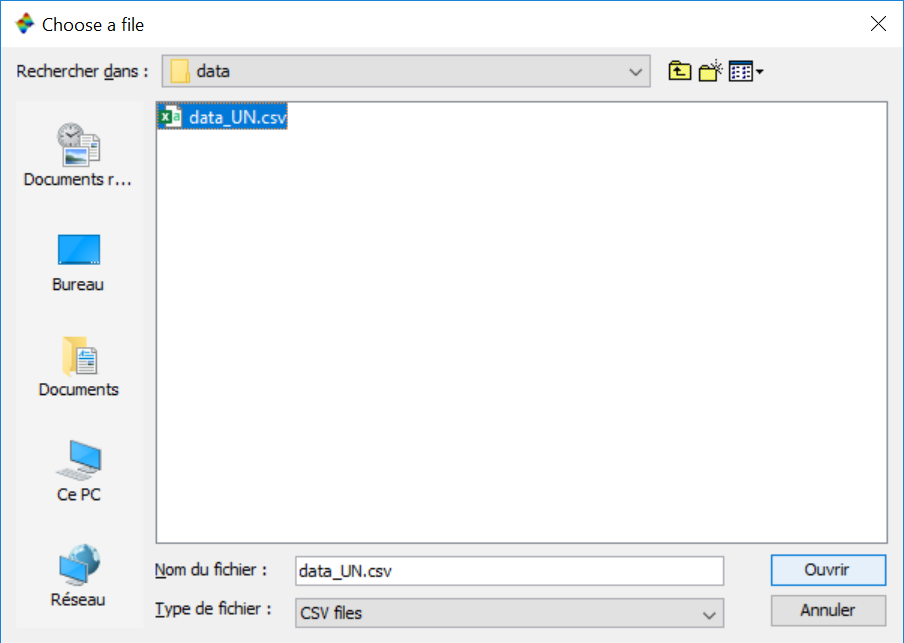 Choose a file
Rechercher dans :
data
data_UN.csv
Documents r...
Bureau
Documents
Ce PC
Réseau
Nom du fichier :
data_UN.csv
Ouvrir
Type de fichier :
CSV files
Annuler